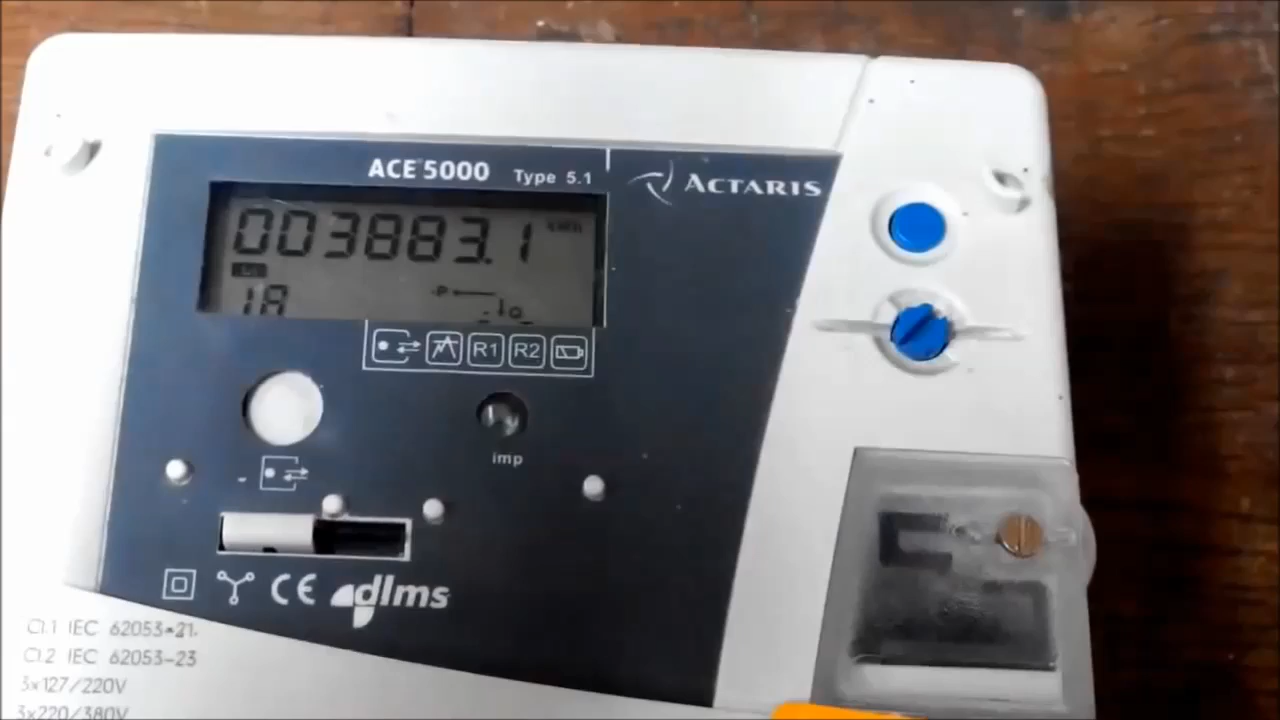 ACE 5000 Type 5.1
ACTARIS
003883.1
1A
R1 R2
imp
CE dlms
Cl.1 IEC 62053-21
Cl.2 IEC 62053-23
3x127/220V
3x220/380V